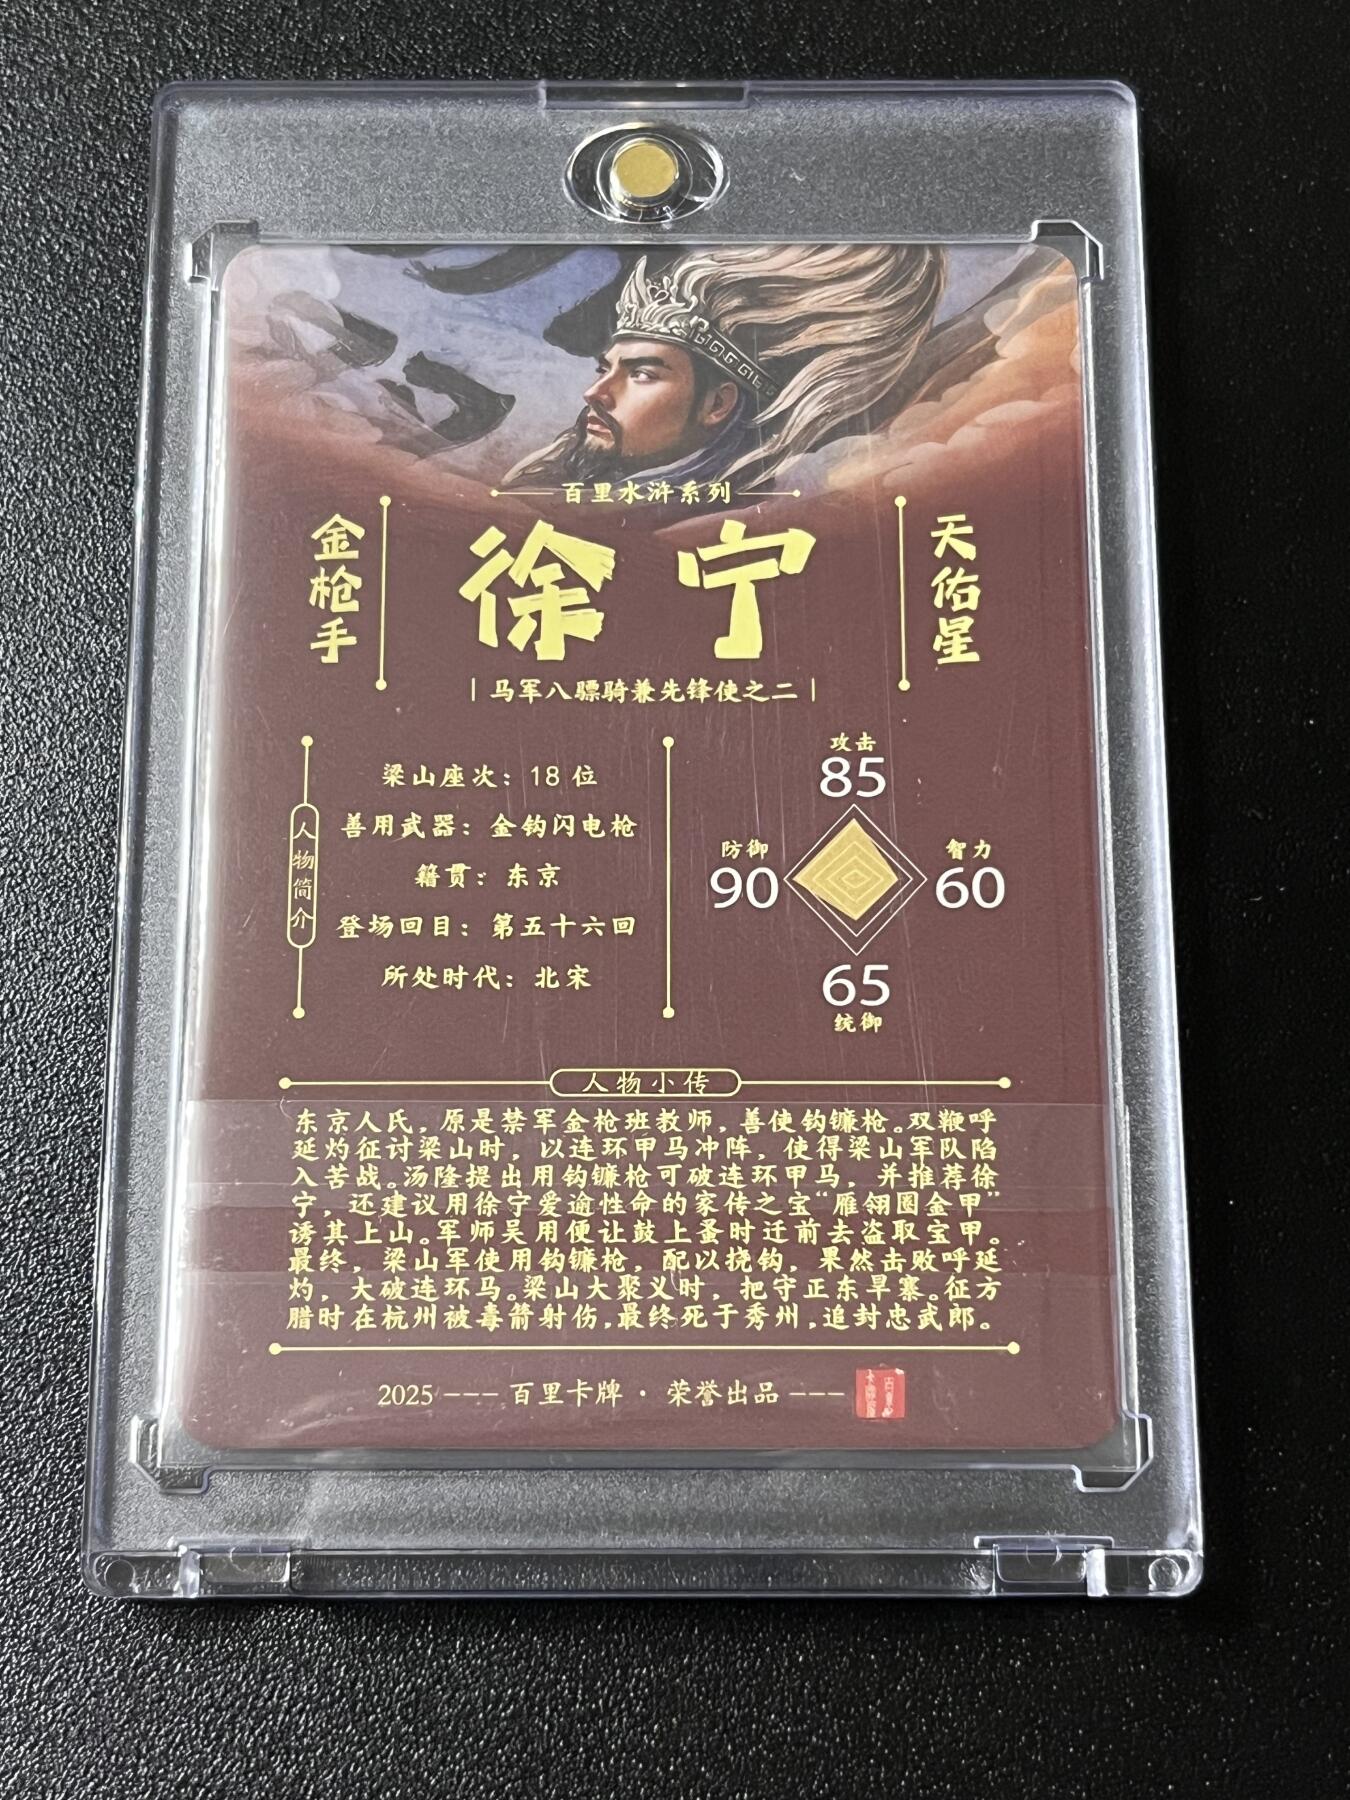 百里水浒系列
金枪手
徐宁
天佑星
马军八骠骑兼先锋使之二
人物简介
梁山座次：18 位
善用武器：金钩闪电枪
籍贯：东京
登场回目：第五十六回
所处时代：北宋
攻击
85
防御
90
智力
60
65
统御
人物小传
东京人氏，原是禁军金枪班教师，善使钩镰枪。双鞭呼
延灼征讨梁山时，以连环甲马冲阵，使得梁山军队陷
入苦战。汤隆提出用钩镰枪可破连环甲马，并推荐徐
宁，还建议用徐宁爱逾性命的家传之宝“雁翎圈金甲”
诱其上山。军师吴用便让鼓上蚤时迁前去盗取宝甲。
最终，梁山军使用钩镰枪，配以挠钩，果然击败呼延
灼，大破连环马。梁山大聚义时，把守正东旱寨。征方
腊时在杭州被毒箭射伤，最终死于秀州，追封忠武郎。
2025 --- 百里卡牌 · 荣誉出品 ---